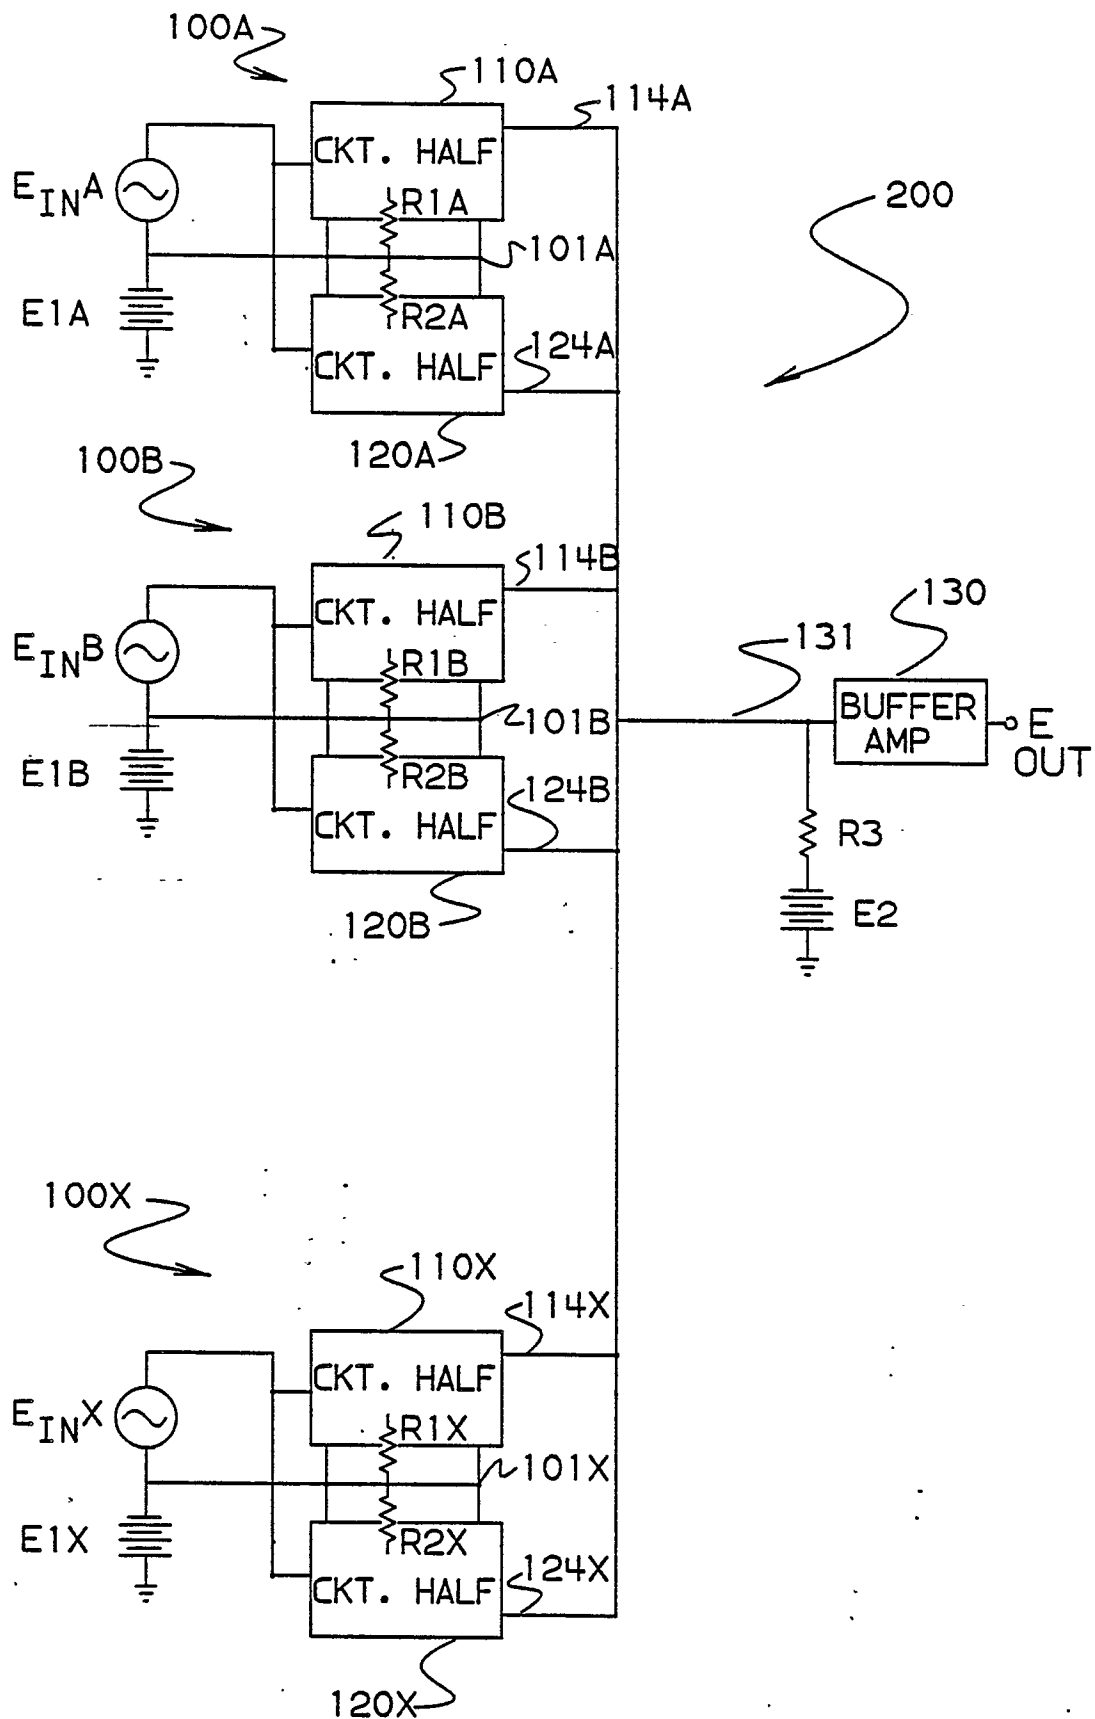 100A
110A
114A
CKT. HALF
E IN A
R1A
200
101A
E1A
R2A
124A
CKT. HALF
120A
100B
110B
114B
CKT. HALF
130
131
E IN B
R1B
101B
BUFFER
AMP
E
OUT
E1B
R2B
124B
CKT. HALF
R3
120B
E2
100X
110X
114X
CKT. HALF
E IN X
R1X
101X
E1X
R2X
124X
CKT. HALF
120X